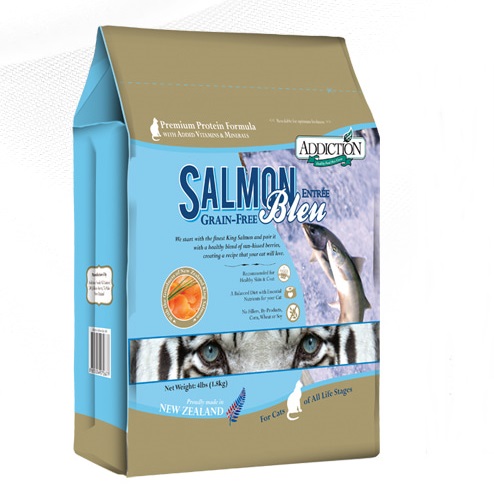 Premium Protein Formula
with Added Vitamins & Minerals
ADDICTION
SALMON
Bleu
ENTRÉE
GRAIN-FREE
We start with the finest King Salmon and pair it
with a healthy blend of sun-kissed berries,
creating a recipe that your cat will love.
Recommended for
Healthy Skin & Coat
A Balanced Diet with Essential
Nutrients for your Cat
No Fillers, By-Products,
Corn, Wheat or Soy
Net Weight: 4lbs (1.8kg)
Proudly made in
NEW ZEALAND
For Cats of All Life Stages